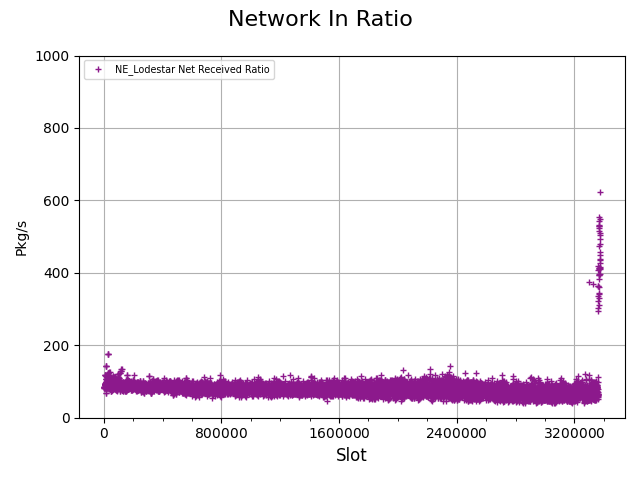 Network In Ratio
1000
NE_Lodestar Net Received Ratio
800
600
Pkg/s
400
200
0
0 800000 1600000 2400000 3200000
Slot